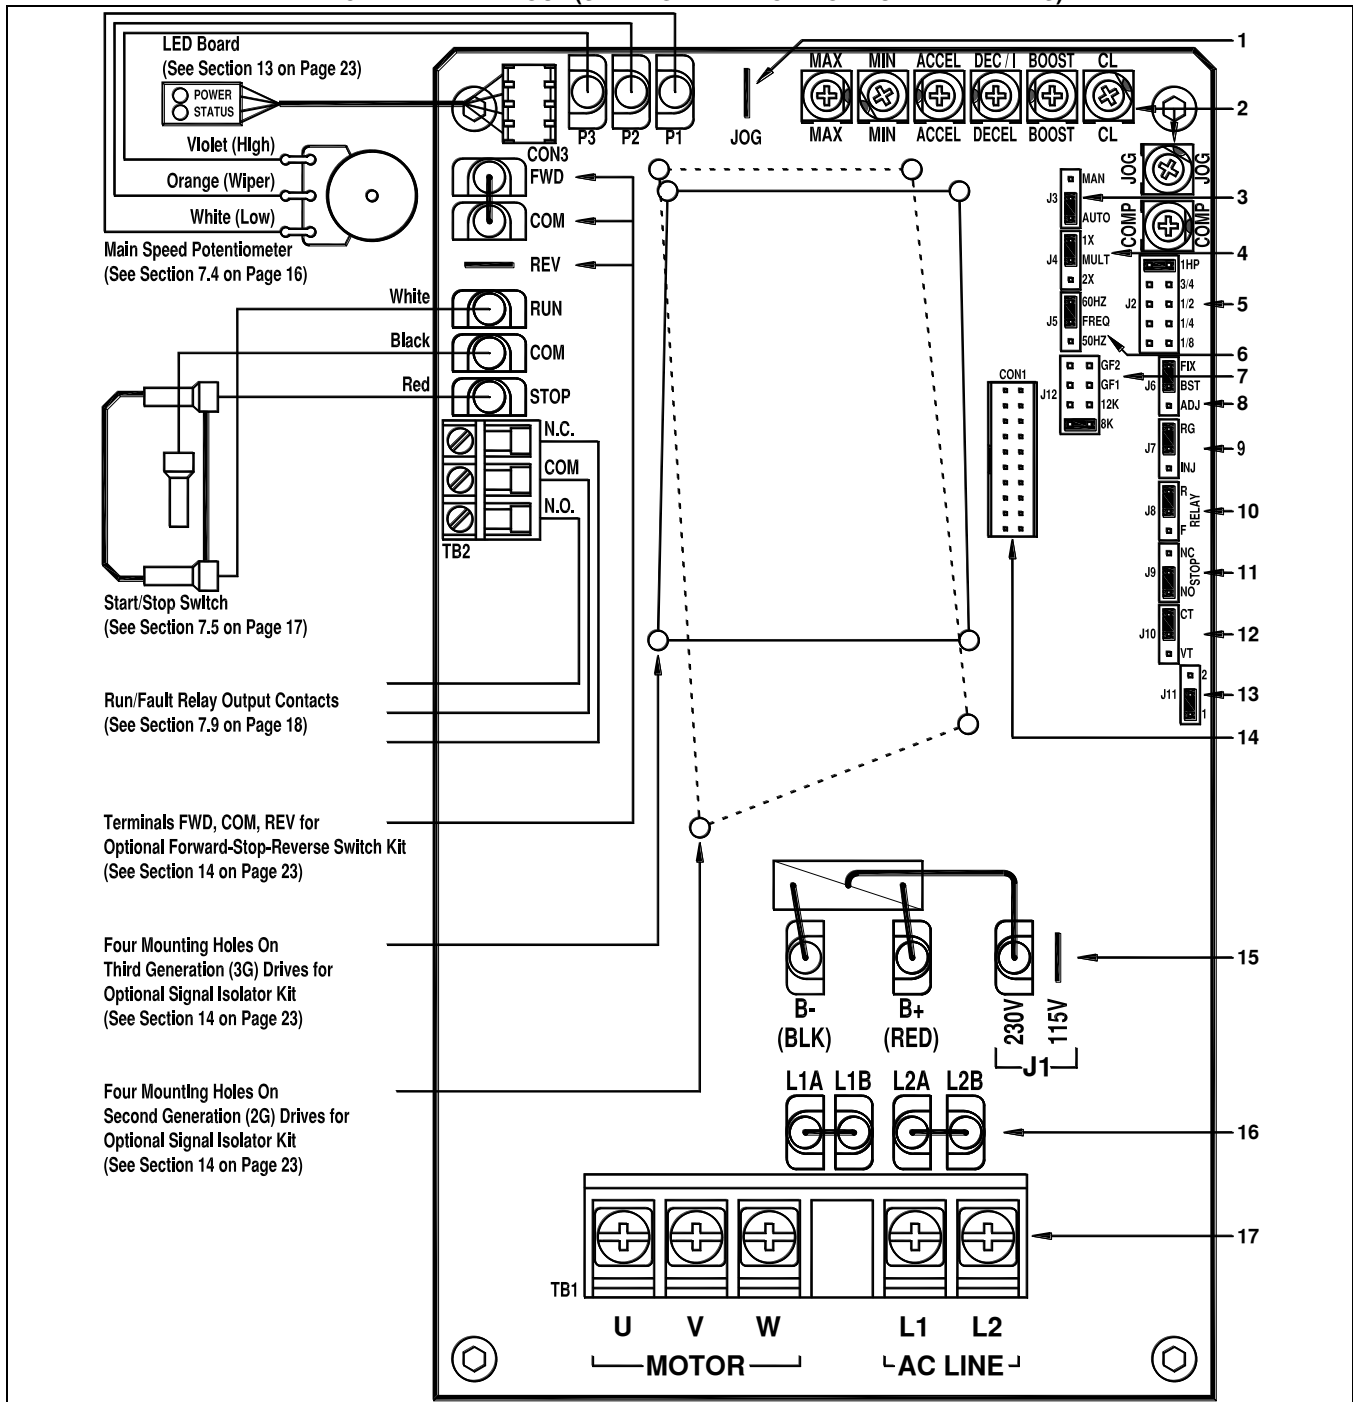 LED Board
(See Section 13 on Page 23)
POWER
STATUS
Violet (High)
Orange (Wiper)
White (Low)
Main Speed Potentiometer
(See Section 7.4 on Page 16)
White
Black
Red
Start/Stop Switch
(See Section 7.5 on Page 17)
Run/Fault Relay Output Contacts
(See Section 7.9 on Page 18)
Terminals FWD, COM, REV for
Optional Forward-Stop-Reverse Switch Kit
(See Section 14 on Page 23)
Four Mounting Holes On
Third Generation (3G) Drives for
Optional Signal Isolator Kit
(See Section 14 on Page 23)
Four Mounting Holes On
Second Generation (2G) Drives for
Optional Signal Isolator Kit
(See Section 14 on Page 23)
CON3
P3 P2 P1
JOG
MAX MIN ACCEL DEC / I BOOST CL
MAX MIN ACCEL DECEL BOOST CL
FWD
COM
REV
RUN
COM
STOP
N.C.
COM
N.O.
TB2
JOG JOG
COMP COMP
J3 MAN
AUTO
J4 1X
MULT
2X
J5 60HZ
FREQ
50HZ
J2 1HP
3/4
1/2
1/4
1/8
J12 GF2
GF1
12K
8K
CON1
J6 FIX
BST
ADJ
J7 RG
INJ
J8 R
RELAY
F
J9 NC
STOP
NO
J10 CT
VT
J11 2
1
B-
(BLK)
B+
(RED)
230V
115V
J1
L1A L1B L2A L2B
TB1
U V W L1 L2
MOTOR AC LINE
1
2
3
4
5
6
7
8
9
10
11
12
13
14
15
16
17